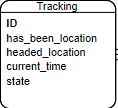 Tracking
ID
has_been_location
headed_location
current_time
state